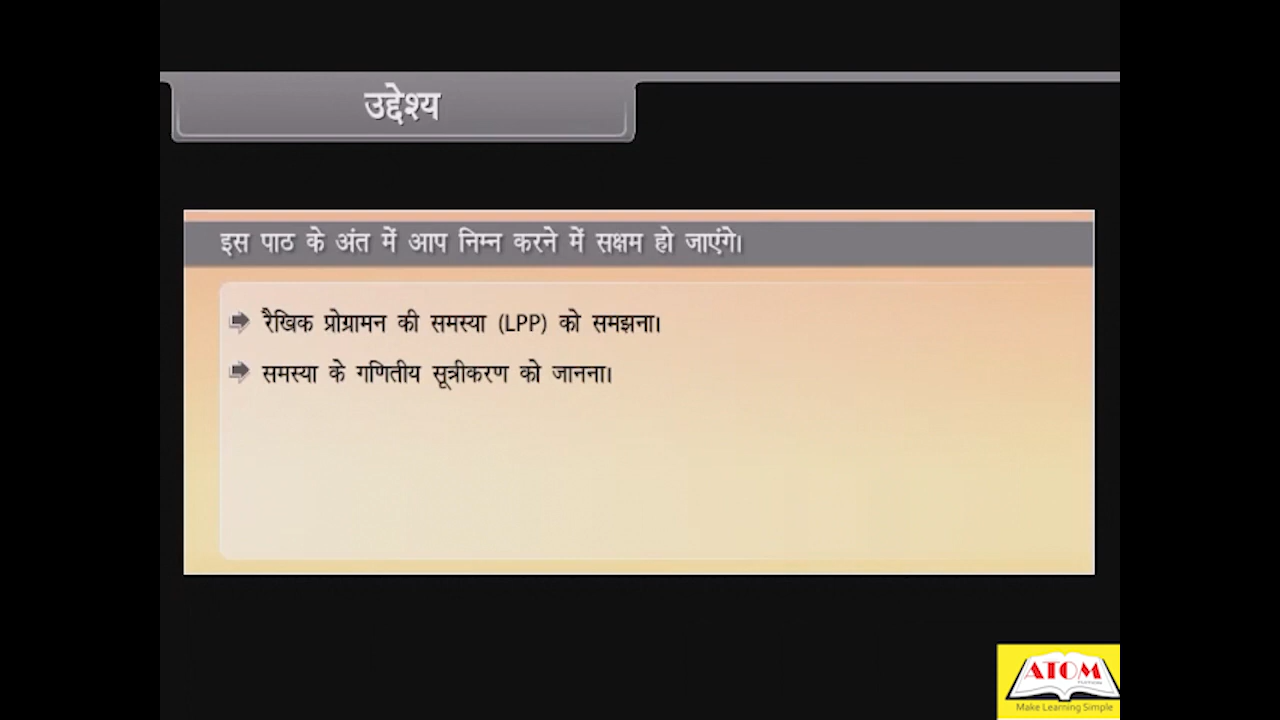 उद्देश्य
इस पाठ के अंत में आप निम्न करने में सक्षम हो जाएंगे।
रैखिक प्रोग्रामन की समस्या (LPP) को समझना।
समस्या के गणितीय सूत्रीकरण को जानना।
ATOM
Make Learning Simple